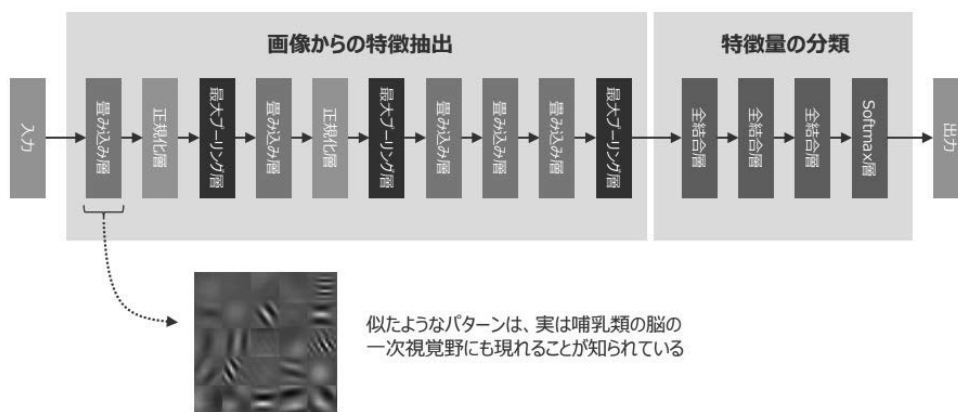 画像からの特徴抽出
特徴量の分類
入力
畳み込み層
正規化層
最大プーリング層
畳み込み層
正規化層
最大プーリング層
畳み込み層
畳み込み層
畳み込み層
最大プーリング層
全結合層
全結合層
全結合層
Softmax層
出力
似たようなパターンは、実は哺乳類の脳の
一次視覚野にも現れることが知られている